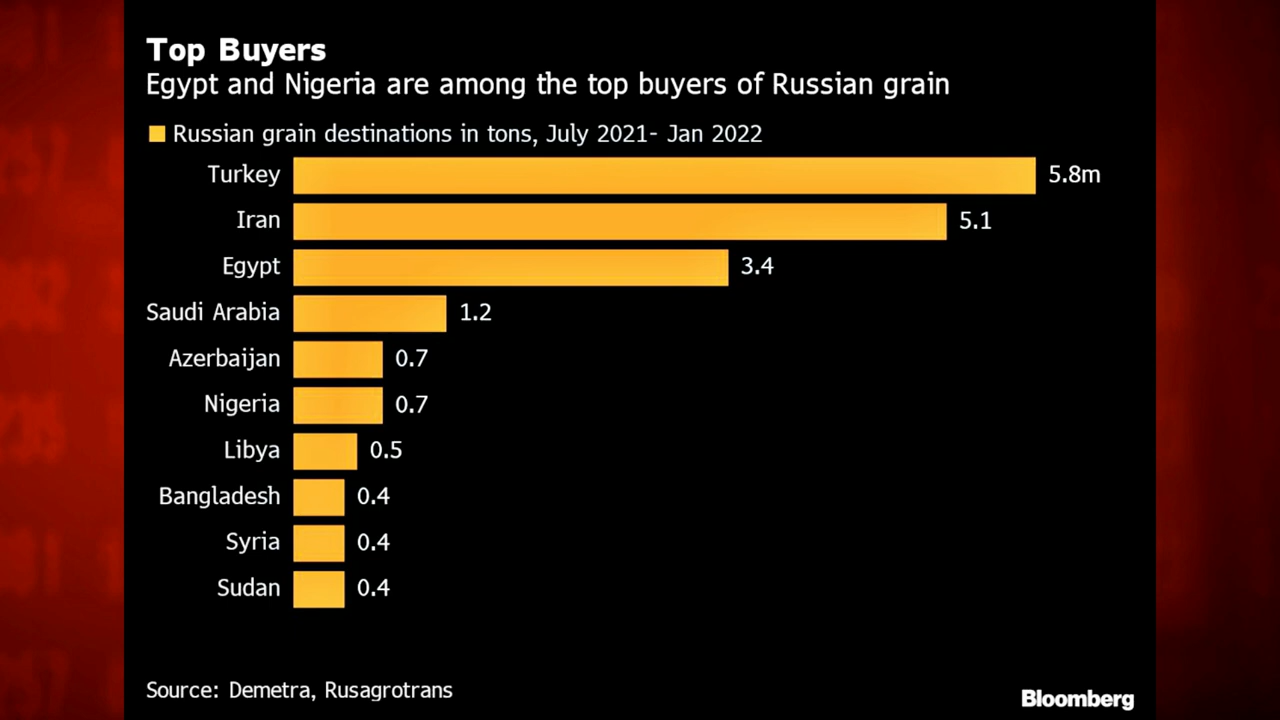 Top Buyers
Egypt and Nigeria are among the top buyers of Russian grain
Russian grain destinations in tons, July 2021- Jan 2022
Turkey 5.8m
Iran 5.1
Egypt 3.4
Saudi Arabia 1.2
Azerbaijan 0.7
Nigeria 0.7
Libya 0.5
Bangladesh 0.4
Syria 0.4
Sudan 0.4
Source: Demetra, Rusagrotrans
Bloomberg